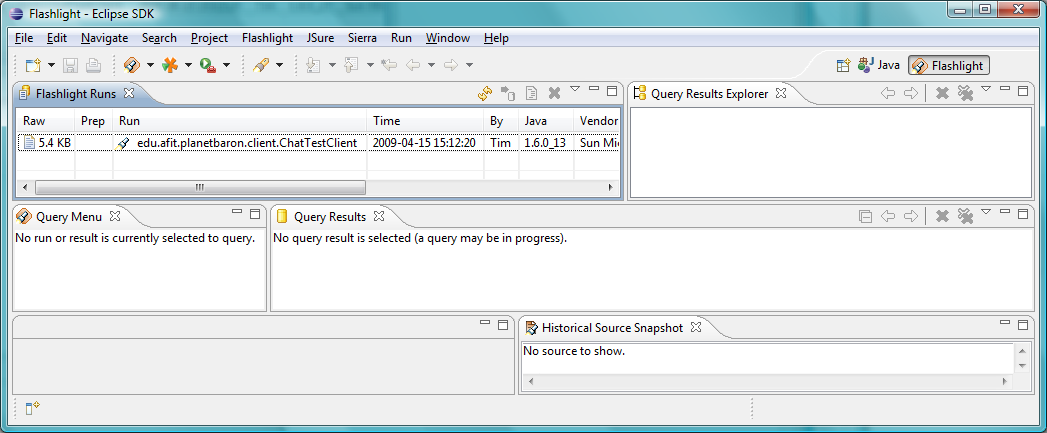 Flashlight - Eclipse SDK
File Edit Navigate Search Project Flashlight JSure Sierra Run Window Help
Java Flashlight
Flashlight Runs
Query Results Explorer
Raw Prep Run Time By Java Vendor
5.4 KB edu.afit.planetbaron.client.ChatTestClient 2009-04-15 15:12:20 Tim 1.6.0_13 Sun Mi
Query Menu
Query Results
No run or result is currently selected to query.
No query result is selected (a query may be in progress).
Historical Source Snapshot
No source to show.